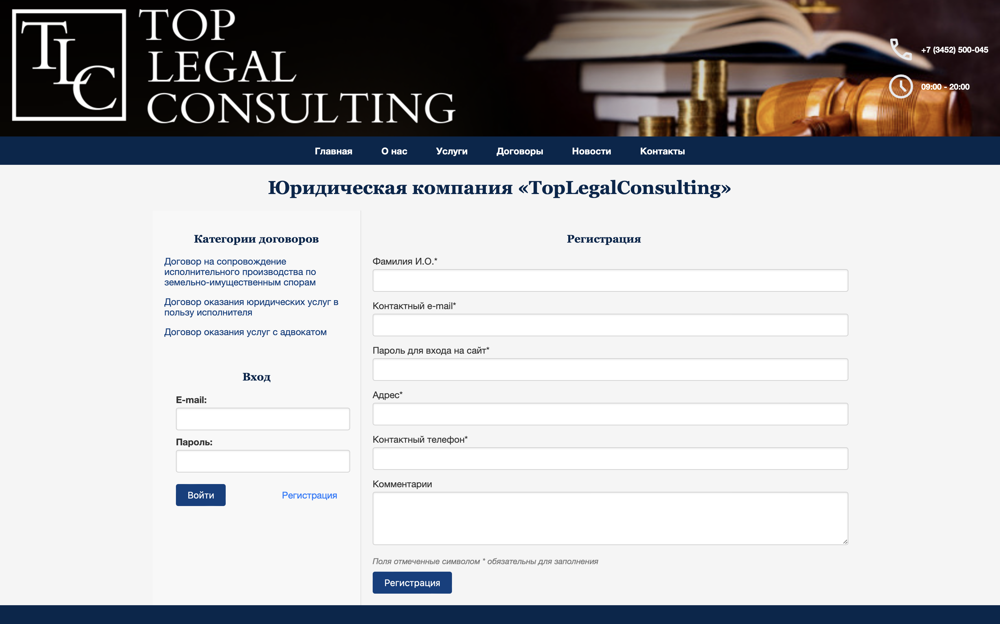 TLC
TOP
LEGAL
CONSULTING
+7 (3452) 500-045
09:00 - 20:00
Главная О нас Услуги Договоры Новости Контакты
Юридическая компания «TopLegalConsulting»
Категории договоров
Договор на сопровождение
исполнительного производства по
земельно-имущественным спорам
Договор оказания юридических услуг в
пользу исполнителя
Договор оказания услуг с адвокатом
Вход
E-mail:
Пароль:
Войти Регистрация
Регистрация
Фамилия И.О.*
Контактный e-mail*
Пароль для входа на сайт*
Адрес*
Контактный телефон*
Комментарии
Поля отмеченные символом * обязательны для заполнения
Регистрация